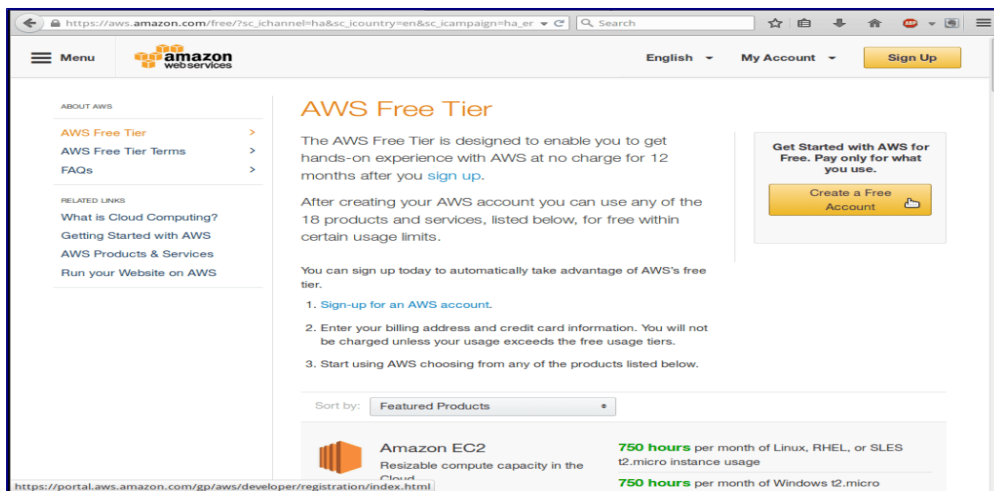 https://aws.amazon.com/free/?sc_ichannel=ha&sc_icountry=en&sc_icampaign=ha_er
Search
ABP
Menu
amazon
webservices
English
My Account
Sign Up
ABOUT AWS
AWS Free Tier >
AWS Free Tier Terms >
FAQs >
RELATED LINKS
What is Cloud Computing?
Getting Started with AWS
AWS Products & Services
Run your Website on AWS
AWS Free Tier
The AWS Free Tier is designed to enable you to get
hands-on experience with AWS at no charge for 12
months after you sign up.
After creating your AWS account you can use any of the
18 products and services, listed below, for free within
certain usage limits.
You can sign up today to automatically take advantage of AWS's free
tier.
1. Sign-up for an AWS account.
2. Enter your billing address and credit card information. You will not
be charged unless your usage exceeds the free usage tiers.
3. Start using AWS choosing from any of the products listed below.
Get Started with AWS for
Free. Pay only for what
you use.
Create a Free
Account
Sort by: Featured Products
Amazon EC2
Resizable compute capacity in the
Cloud
750 hours per month of Linux, RHEL, or SLES
t2.micro instance usage
750 hours per month of Windows t2.micro
https://portal.aws.amazon.com/gp/aws/developer/registration/index.html